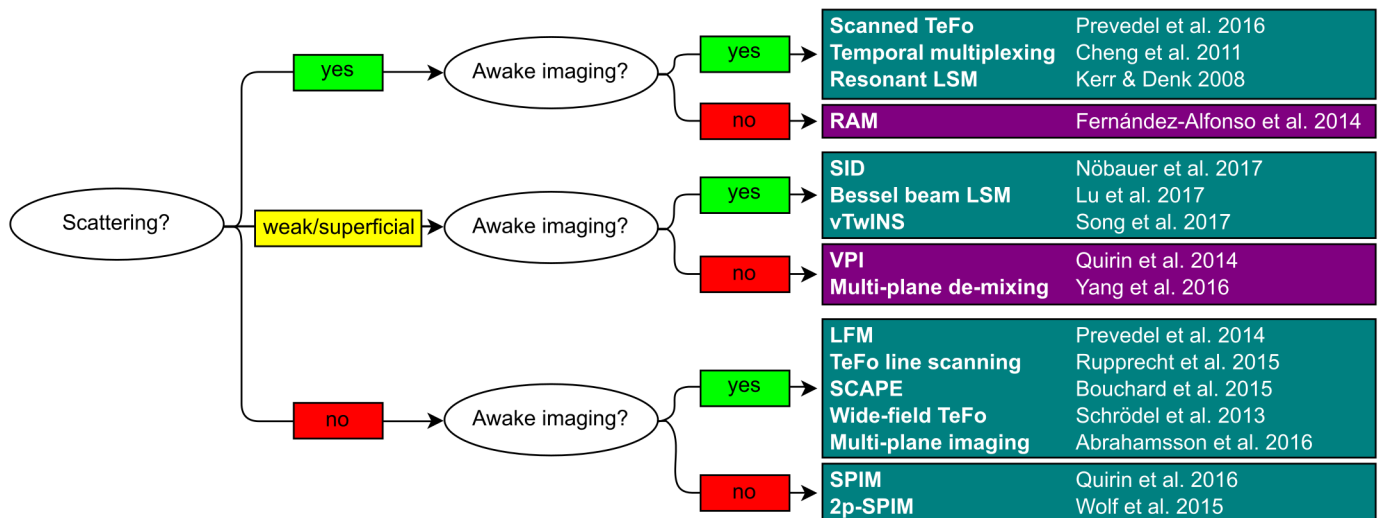 Scattering?
yes
Awake imaging?
yes
Scanned TeFo Prevedel et al. 2016
Temporal multiplexing Cheng et al. 2011
Resonant LSM Kerr & Denk 2008
no
RAM Fernández-Alfonso et al. 2014
weak/superficial
Awake imaging?
yes
SID Nöbauer et al. 2017
Bessel beam LSM Lu et al. 2017
vTwINS Song et al. 2017
no
VPI Quirin et al. 2014
Multi-plane de-mixing Yang et al. 2016
no
Awake imaging?
yes
LFM Prevedel et al. 2014
TeFo line scanning Rupprecht et al. 2015
SCAPE Bouchard et al. 2015
Wide-field TeFo Schrödel et al. 2013
Multi-plane imaging Abrahamsson et al. 2016
no
SPIM Quirin et al. 2016
2p-SPIM Wolf et al. 2015